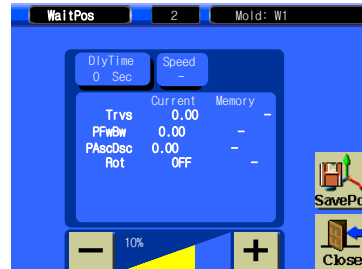 WaitPos 2 Mold: W1
DlyTime Speed
0 Sec -
Current Memory
Trvs 0.00 -
PFwBw 0.00 -
PAscDsc 0.00 -
Rot OFF -
10%
- +
SavePo
Close